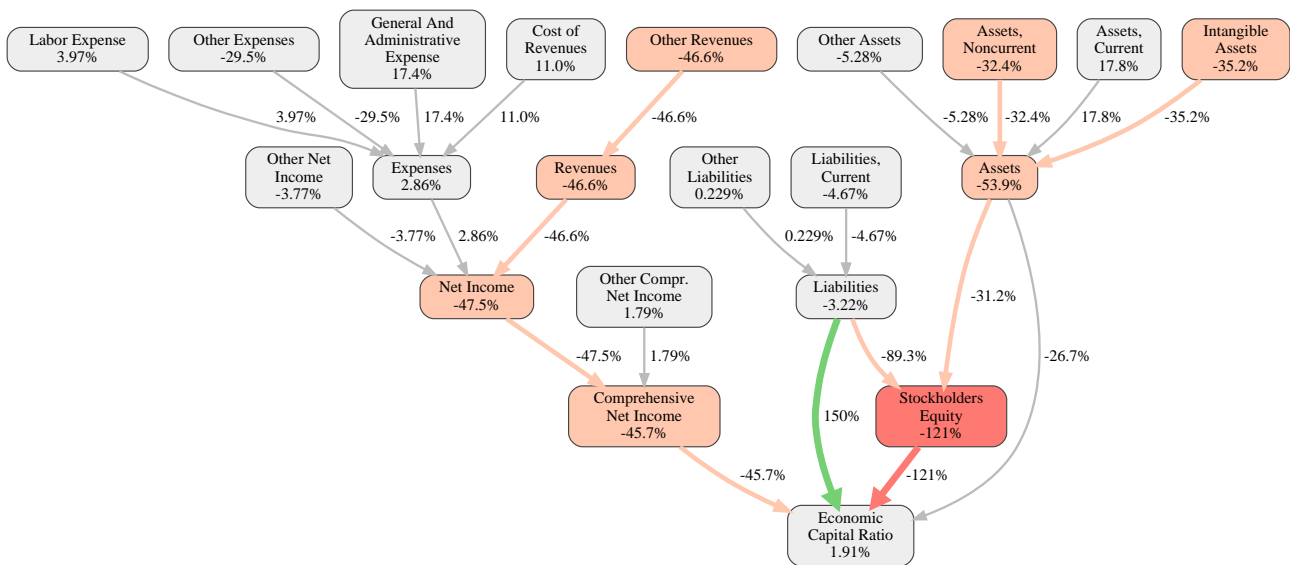 Labor Expense
3.97%
Other Expenses
-29.5%
General And
Administrative
Expense
17.4%
Cost of
Revenues
11.0%
Other Revenues
-46.6%
Other Assets
-5.28%
Assets,
Noncurrent
-32.4%
Assets,
Current
17.8%
Intangible
Assets
-35.2%
3.97%
-29.5%
17.4%
11.0%
-46.6%
-5.28%
-32.4%
17.8%
-35.2%
Other Net
Income
-3.77%
Expenses
2.86%
Revenues
-46.6%
Other
Liabilities
0.229%
Liabilities,
Current
-4.67%
Assets
-53.9%
-3.77%
2.86%
-46.6%
0.229%
-4.67%
Net Income
-47.5%
Other Compr.
Net Income
1.79%
Liabilities
-3.22%
-31.2%
-47.5%
1.79%
-89.3%
-26.7%
Comprehensive
Net Income
-45.7%
150%
Stockholders
Equity
-121%
-45.7%
-121%
Economic
Capital Ratio
1.91%